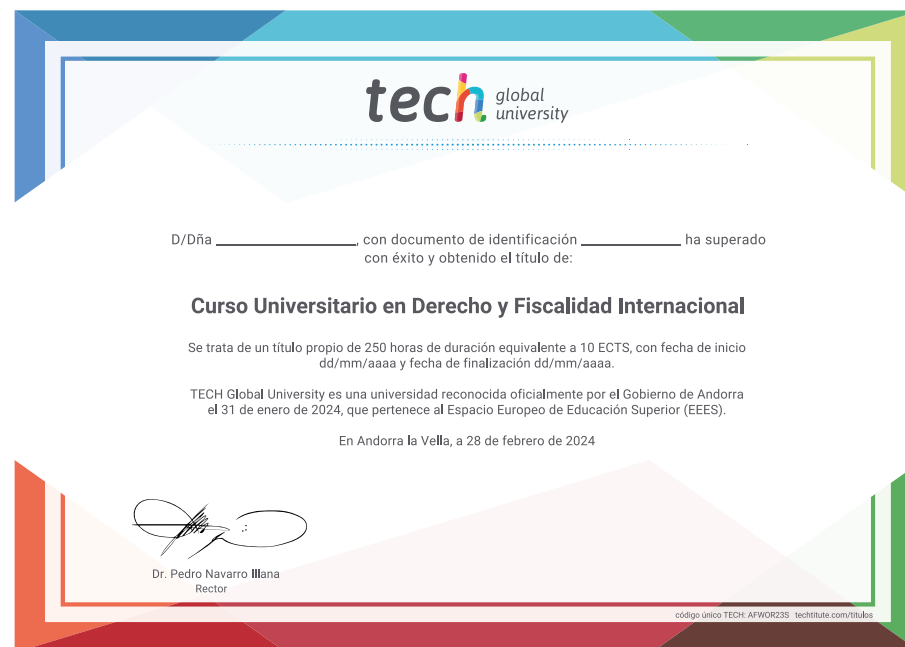 tech global university
D/Dña ____________________, con documento de identificación ______________ ha superado
con éxito y obtenido el título de:
Curso Universitario en Derecho y Fiscalidad Internacional
Se trata de un título propio de 250 horas de duración equivalente a 10 ECTS, con fecha de inicio
dd/mm/aaaa y fecha de finalización dd/mm/aaaa.
TECH Global University es una universidad reconocida oficialmente por el Gobierno de Andorra
el 31 de enero de 2024, que pertenece al Espacio Europeo de Educación Superior (EEES).
En Andorra la Vella, a 28 de febrero de 2024
Dr. Pedro Navarro Illana
Rector
código único TECH: AFWOR23S techtitute.com/titulos